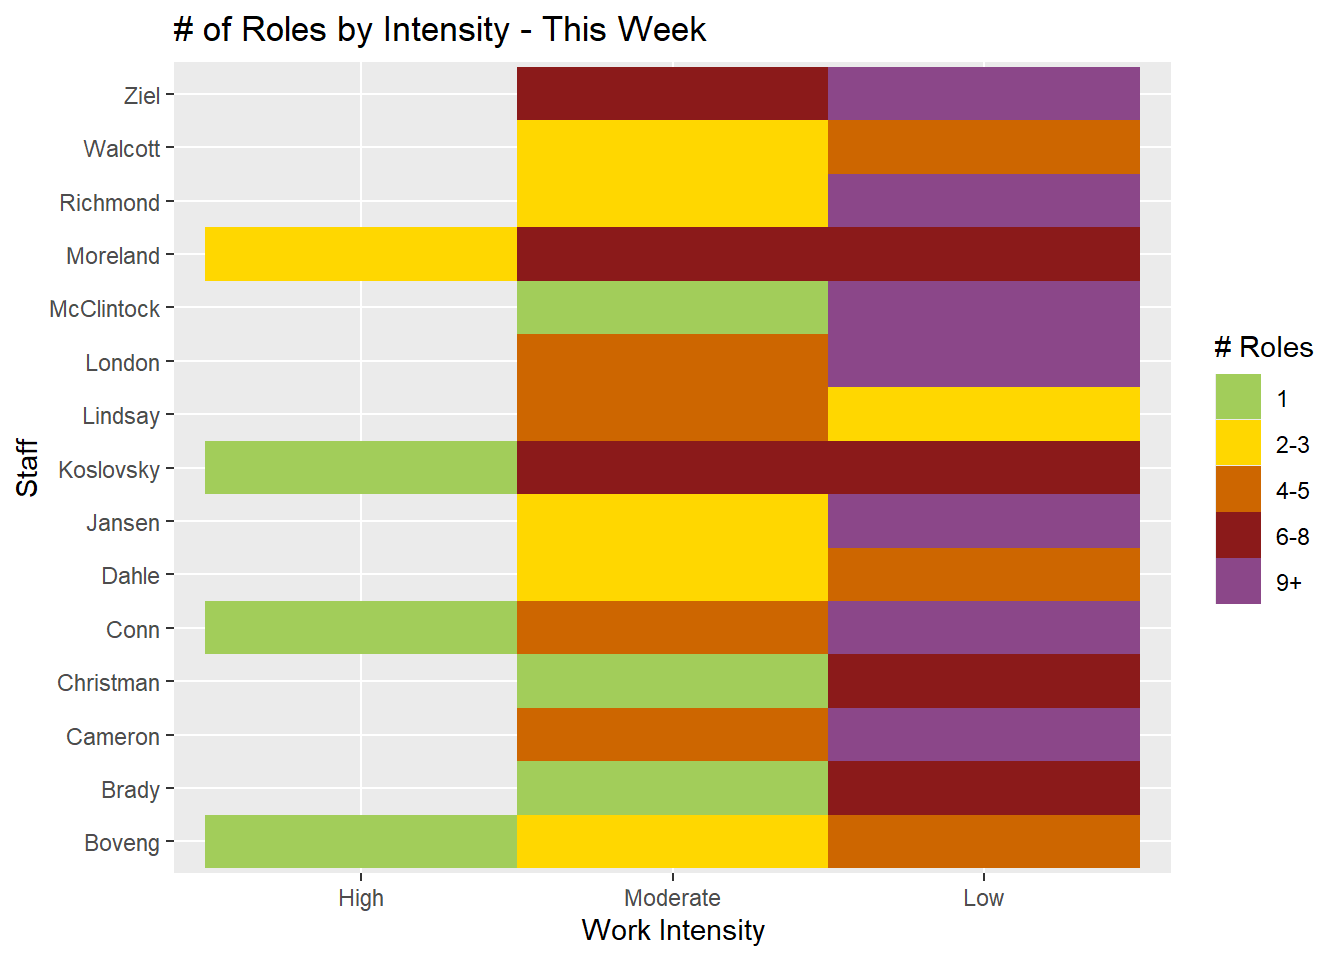 # of Roles by Intensity - This Week
Ziel
Walcott
Richmond
Moreland
McClintock
London
Lindsay
Koslovsky
Jansen
Dahle
Conn
Christman
Cameron
Brady
Boveng
Staff
High
Moderate
Low
Work Intensity
# Roles
1
2-3
4-5
6-8
9+